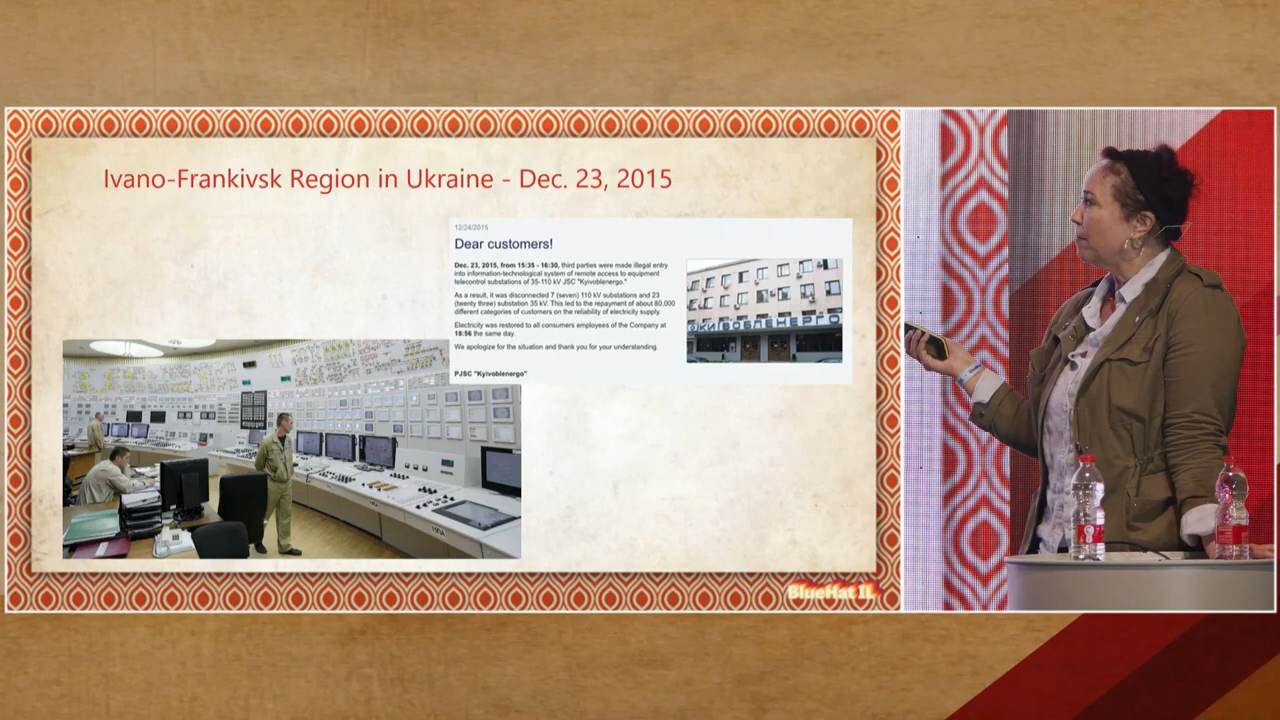 Ivano-Frankivsk Region in Ukraine - Dec. 23, 2015
12/24/2015
Dear customers!
Dec. 23, 2015, from 15:35 - 16:30, third parties were made illegal entry
into information-technological system of remote access to equipment
telecontrol substations of 35-110 kV JSC "Kyivoblenergo."
As a result, it was disconnected 7 (seven) 110 kV substations and 23
(twenty three) substation 35 kV. This led to the repayment of about 80,000
different categories of customers on the reliability of electricity supply.
Electricity was restored to all consumers employees of the Company at
18:56 the same day.
We apologize for the situation and thank you for your understanding.
PJSC "Kyivoblenergo"
КИЇВОБЛЕНЕРГО
BlueHat IL